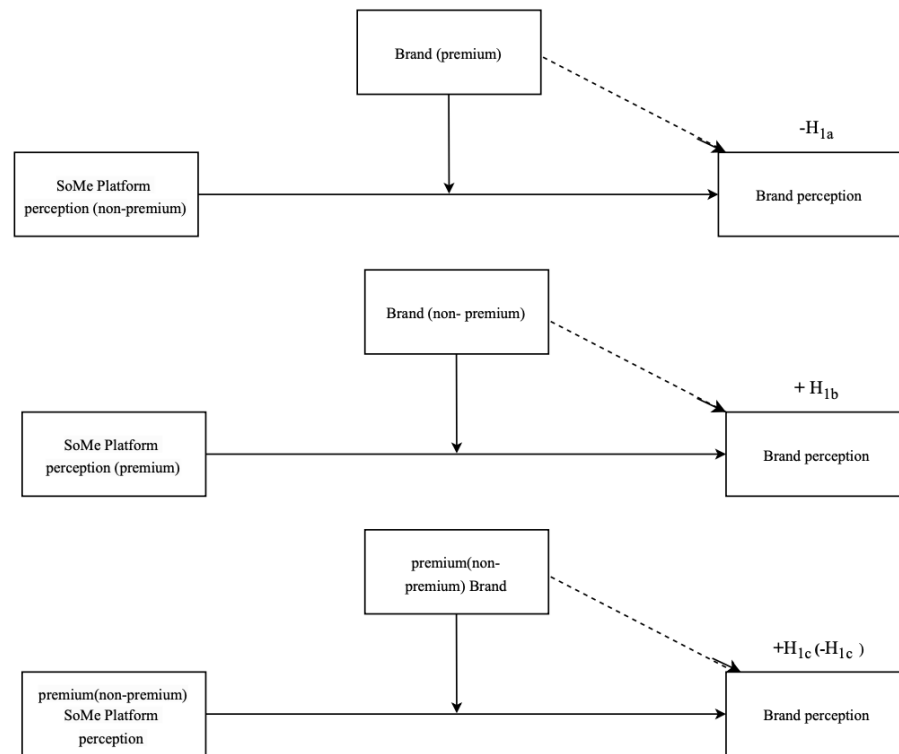 Brand (premium)
-H1a
SoMe Platform
perception (non-premium)
Brand perception
Brand (non- premium)
+ H1b
SoMe Platform
perception (premium)
Brand perception
premium(non-
premium) Brand
+H1c (-H1c )
premium(non-premium)
SoMe Platform
perception
Brand perception